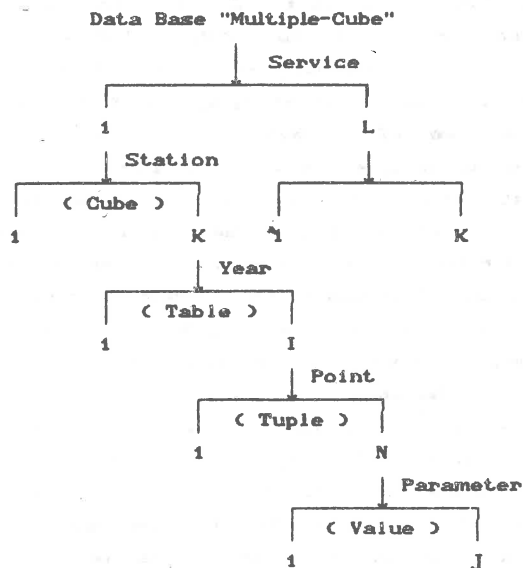 Data Base "Multiple-Cube"
Service
1 L
Station
( Cube )
1 K 1 K
Year
( Table )
1 I
Point
( Tuple )
1 N
Parameter
( Value )
1 J